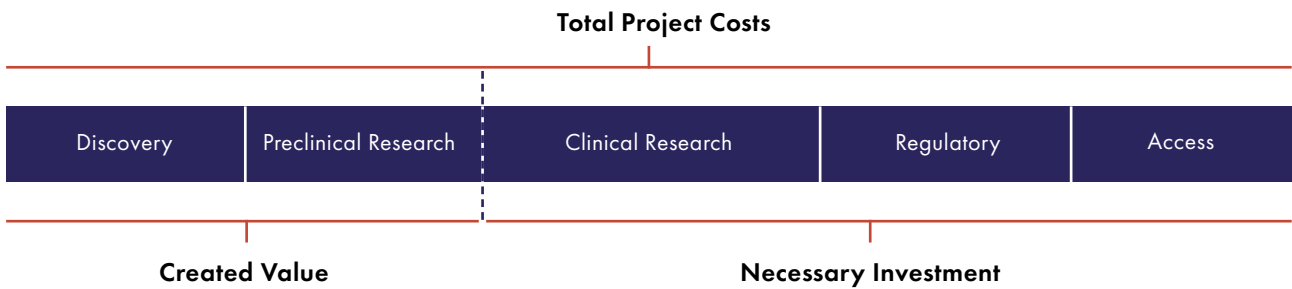 Total Project Costs
Discovery
Preclinical Research
Clinical Research
Regulatory
Access
Created Value
Necessary Investment